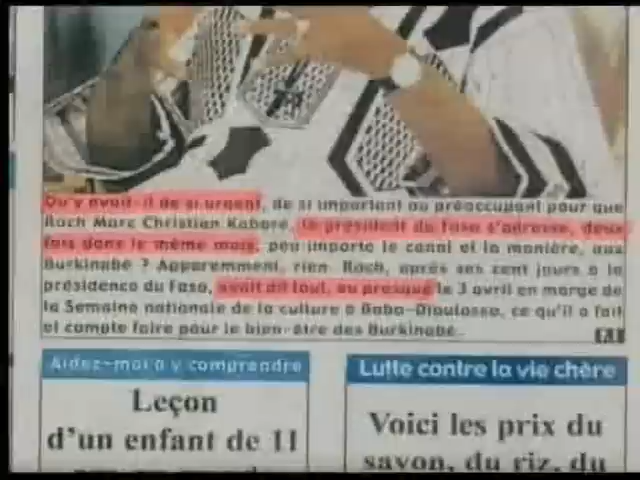 Qu'y avait-il de si urgent, de si important ou préoccupant pour que
Roch Marc Christian Kaboré, le président du Faso s'adresse, deux
fois dans le même mois, peu importe le canal et la manière, aux
Burkinabè ? Apparemment, rien. Roch, après ses cent jours à la
présidence du Faso, avait dit tout, ou presque le 3 avril en marge de
la Semaine nationale de la culture à Bobo-Dioulasso, ce qu'il a fait
et compte faire pour le bien-être des Burkinabè.
Aidez-moi à y comprendre
Leçon
d'un enfant de 11
Lutte contre la vie chère
Voici les prix du
savon, du riz, du